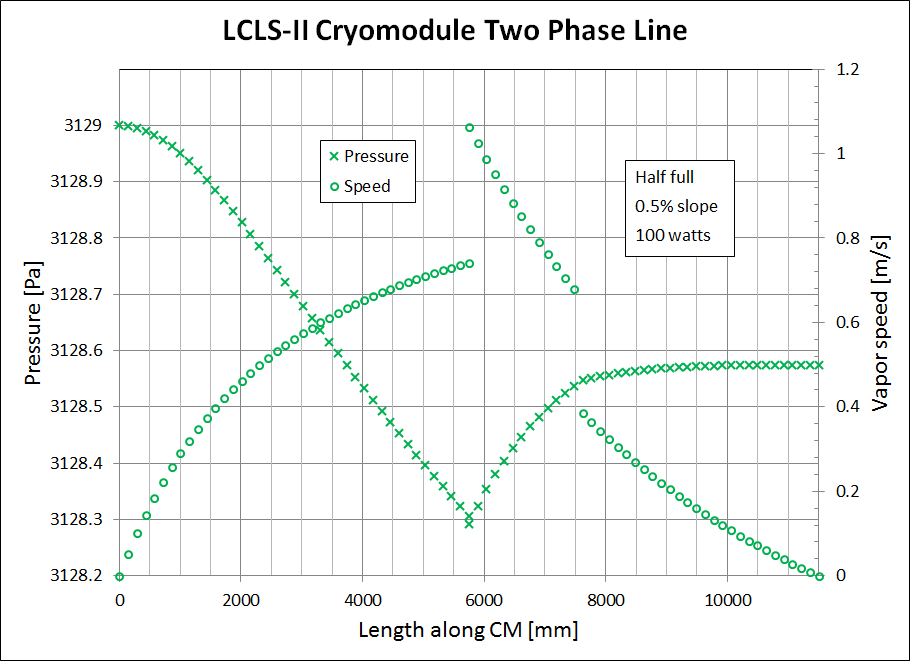 LCLS-II Cryomodule Two Phase Line
Pressure [Pa]
3129
3128.9
3128.8
3128.7
3128.6
3128.5
3128.4
3128.3
3128.2
Pressure
Speed
Half full
0.5% slope
100 watts
1.2
1
0.8
0.6
0.4
0.2
0
Vapor speed [m/s]
0 2000 4000 6000 8000 10000
Length along CM [mm]